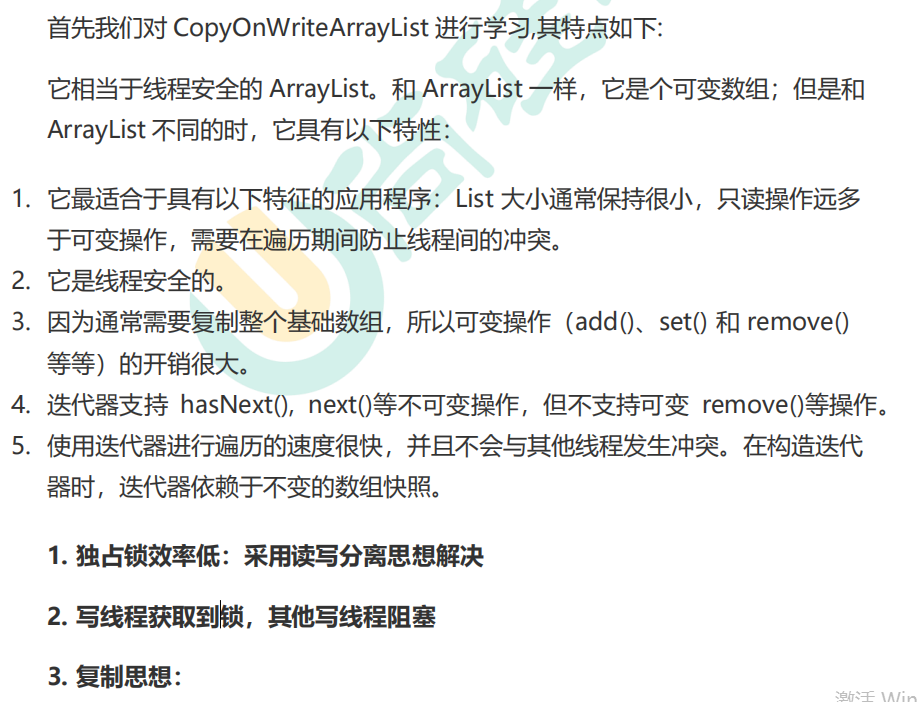 首先我们对 CopyOnWriteArrayList 进行学习,其特点如下:
它相当于线程安全的 ArrayList。和 ArrayList 一样，它是个可变数组；但是和
ArrayList 不同的时，它具有以下特性：
1. 它最适合于具有以下特征的应用程序：List 大小通常保持很小，只读操作远多
于可变操作，需要在遍历期间防止线程间的冲突。
2. 它是线程安全的。
3. 因为通常需要复制整个基础数组，所以可变操作（add()、set() 和 remove()
等等）的开销很大。
4. 迭代器支持 hasNext(), next()等不可变操作，但不支持可变 remove()等操作。
5. 使用迭代器进行遍历的速度很快，并且不会与其他线程发生冲突。在构造迭代
器时，迭代器依赖于不变的数组快照。
1. 独占锁效率低：采用读写分离思想解决
2. 写线程获取到锁，其他写线程阻塞
3. 复制思想：
尚硅
激活 Win